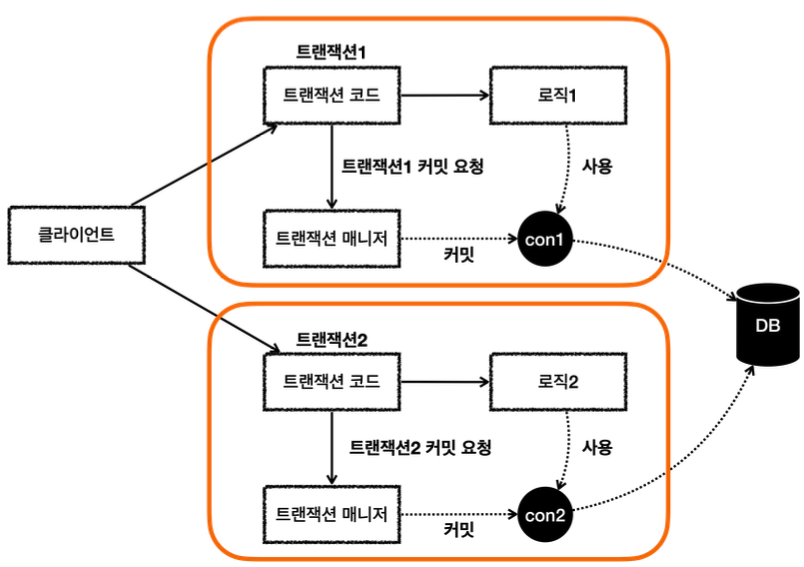 트랜잭션1
트랜잭션 코드
로직1
트랜잭션1 커밋 요청
사용
클라이언트
트랜잭션 매니저
커밋
con1
DB
트랜잭션2
트랜잭션 코드
로직2
트랜잭션2 커밋 요청
사용
트랜잭션 매니저
커밋
con2